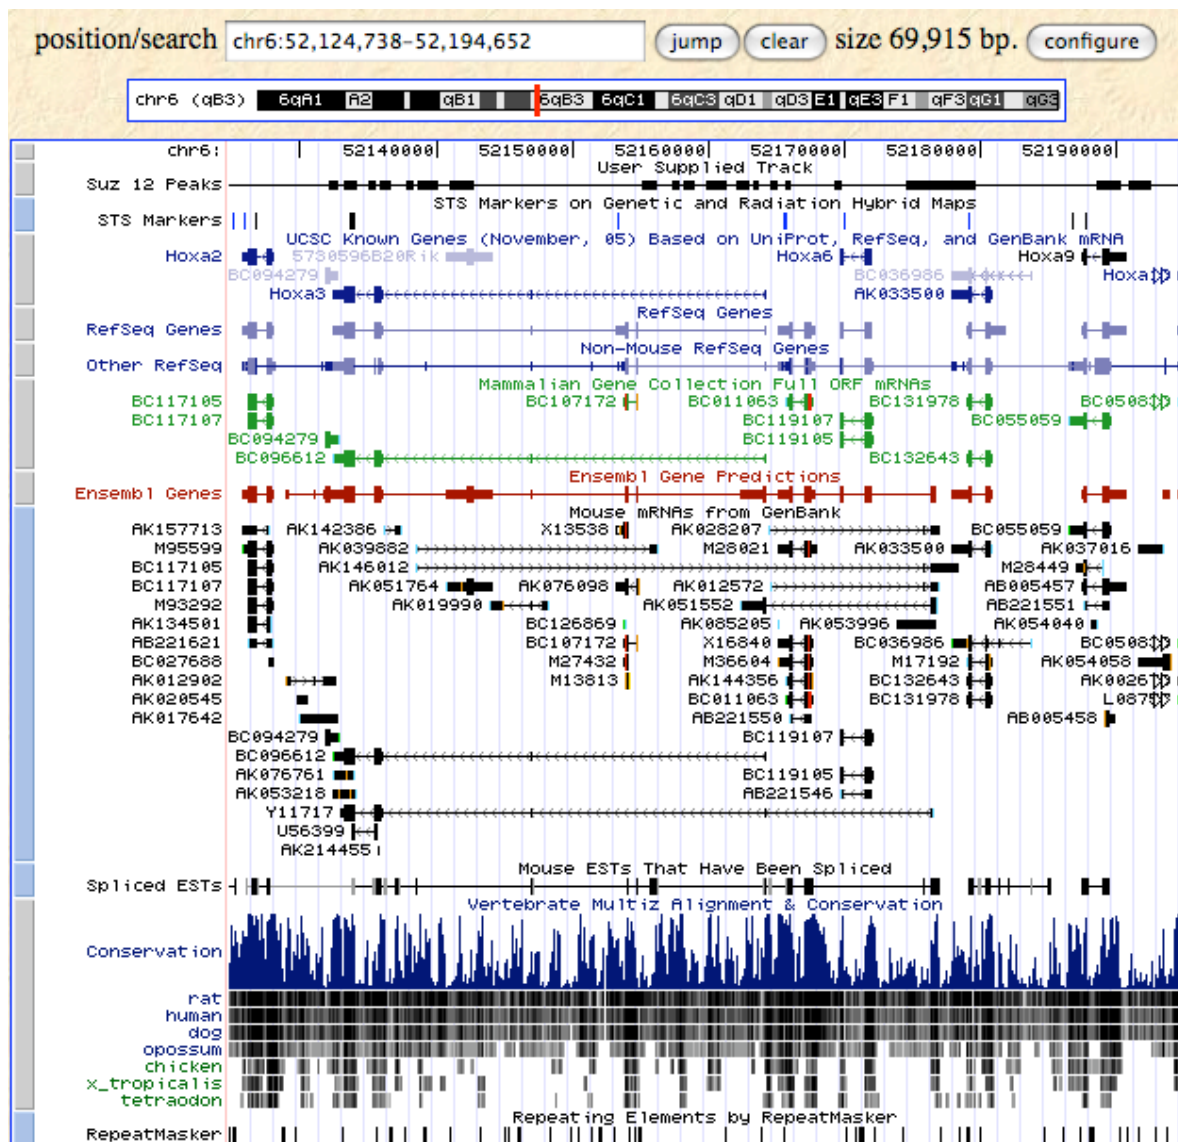 position/search chr6:52,124,738-52,194,652 jump clear size 69,915 bp. configure
chr6 (qB3) 6qA1 A2 qB1 6qB3 6qC1 6qC3 qD1 qD3 E1 qE3 F1 qF3 qG1 qG3
chr6: 52140000 52150000 52160000 52170000 52180000 52190000
User Supplied Track
Suz 12 Peaks
STS Markers on Genetic and Radiation Hybrid Maps
STS Markers
UCSC Known Genes (November, 05) Based on UniProt, RefSeq, and GenBank mRNA
Hoxa2 5730596B20Rik Hoxa6 Hoxa9
BC094279 BC036986
Hoxa3 AK033500
RefSeq Genes
RefSeq Genes
Non-Mouse RefSeq Genes
Other RefSeq
Mammalian Gene Collection Full ORF mRNAs
BC117105 BC107172 BC011063 BC131978
BC117107 BC119107 BC055059
BC094279 BC119105
BC096612 BC132643
Ensembl Gene Predictions
Ensembl Genes
Mouse mRNAs from GenBank
AK157713 AK142386 X13538 AK028207 BC055059
M95599 AK039882 M28021 AK033500 AK037016
BC117105 AK146012 M28449
BC117107 AK051764 AK076098 AK012572 AB005457
M93292 AK019990 AK051552 AB221551
AK134501 BC126869 AK085205 AK053996 AK054040
AB221621 BC107172 X16840 BC036986
BC027688 M27432 M36604 M17192 AK054058
AK012902 M13813 AK144356 BC132643
AK020545 BC011063 BC131978
AK017642 AB221550 AB005458
BC094279 BC119107
BC096612
AK076761 BC119105
AK053218 AB221546
Y11717
U56399
AK214455
Mouse ESTs That Have Been Spliced
Spliced ESTs
Vertebrate Multiz Alignment & Conservation
Conservation
rat
human
dog
opossum
chicken
x_tropicalis
tetraodon
Repeating Elements by RepeatMasker
RepeatMasker